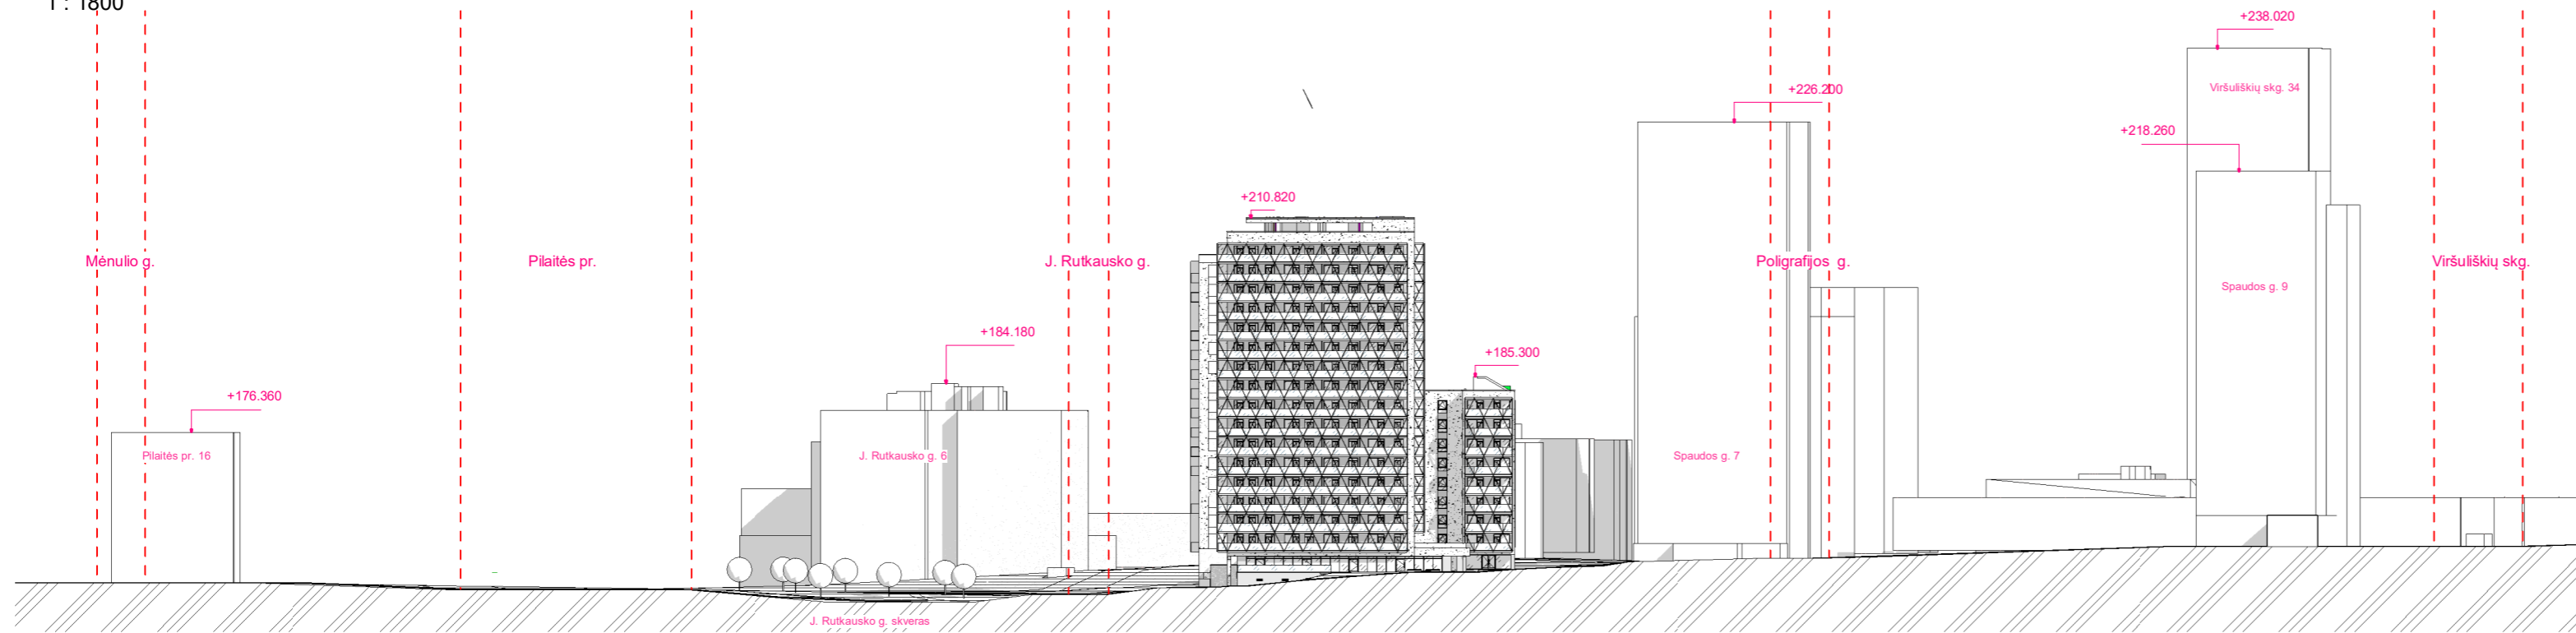 1 : 1800
+238.020
Viršuliškių skg. 34
+226.200
+218.260
+210.820
Mėnulio g.
Pilaitės pr.
J. Rutkausko g.
Poligrafijos g.
Viršuliškių skg.
Spaudos g. 9
+184.180
+185.300
+176.360
Pilaitės pr. 16
J. Rutkausko g. 6
Spaudos g. 7
J. Rutkausko g. skveras